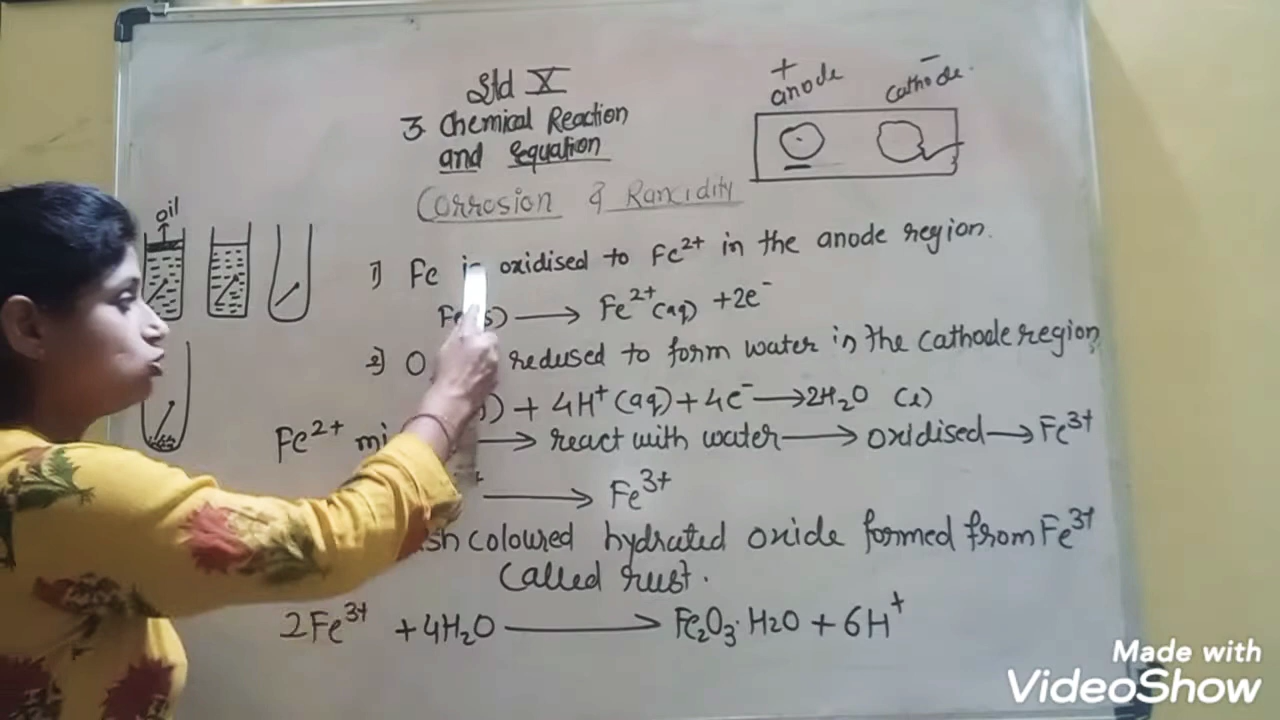 Std X
3. Chemical Reaction
and Equation
Corrosion & Rancidity
+ -
anode cathode
oil
1) Fe is oxidised to Fe²⁺ in the anode region.
Fe(s) → Fe²⁺(aq) + 2e⁻
2) O redused to form water in the cathode region
) + 4H⁺(aq) + 4e⁻ → 2H₂O (l)
Fe²⁺ mi → react with water → oxidised → Fe³⁺
→ Fe³⁺
sh coloured hydrated oxide formed from Fe³⁺
called rust.
2Fe³⁺ + 4H₂O → Fe₂O₃·H₂O + 6H⁺
Made with
VideoShow